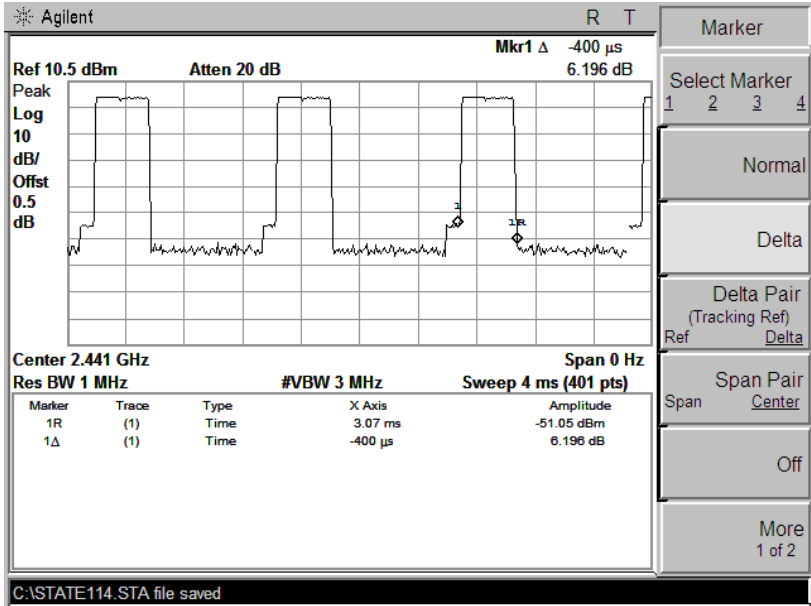 Agilent R T
Mkr1 Δ -400 µs
Ref 10.5 dBm Atten 20 dB 6.196 dB
Peak
Log
10
dB/
Offst
0.5
dB
1
1R
Center 2.441 GHz Span 0 Hz
Res BW 1 MHz #VBW 3 MHz Sweep 4 ms (401 pts)
Marker Trace Type X Axis Amplitude
1R (1) Time 3.07 ms -51.05 dBm
1Δ (1) Time -400 µs 6.196 dB
C:\STATE114.STA file saved
Marker
Select Marker
1 2 3 4
Normal
Delta
Delta Pair
(Tracking Ref)
Ref Delta
Span Pair
Span Center
Off
More
1 of 2